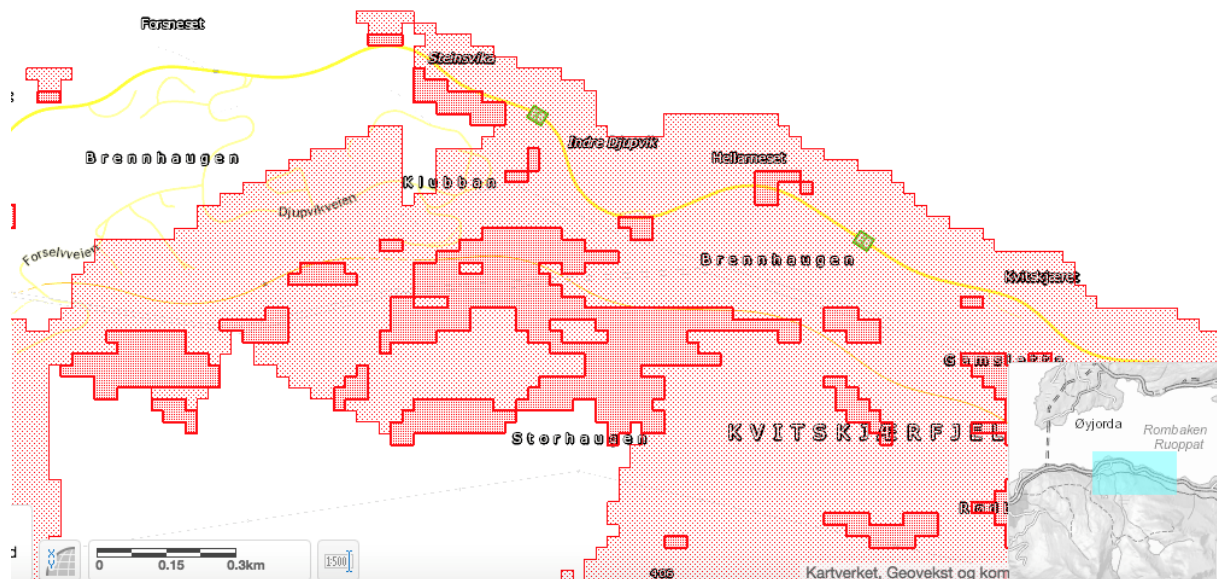 Forsneset
Steinsvika
Indre Djupvik
Brennhaugen
Hellarneset
Klubban
Djupvikveien
Forselvveien
Brennhaugen
Kvitskjæret
Storhaugen
KVITSKJÆRFJEL
Øyjorda
Rombaken
Ruoppat
X
Y
0 0.15 0.3km
1:500
406
Kartverket, Geovekst og kom